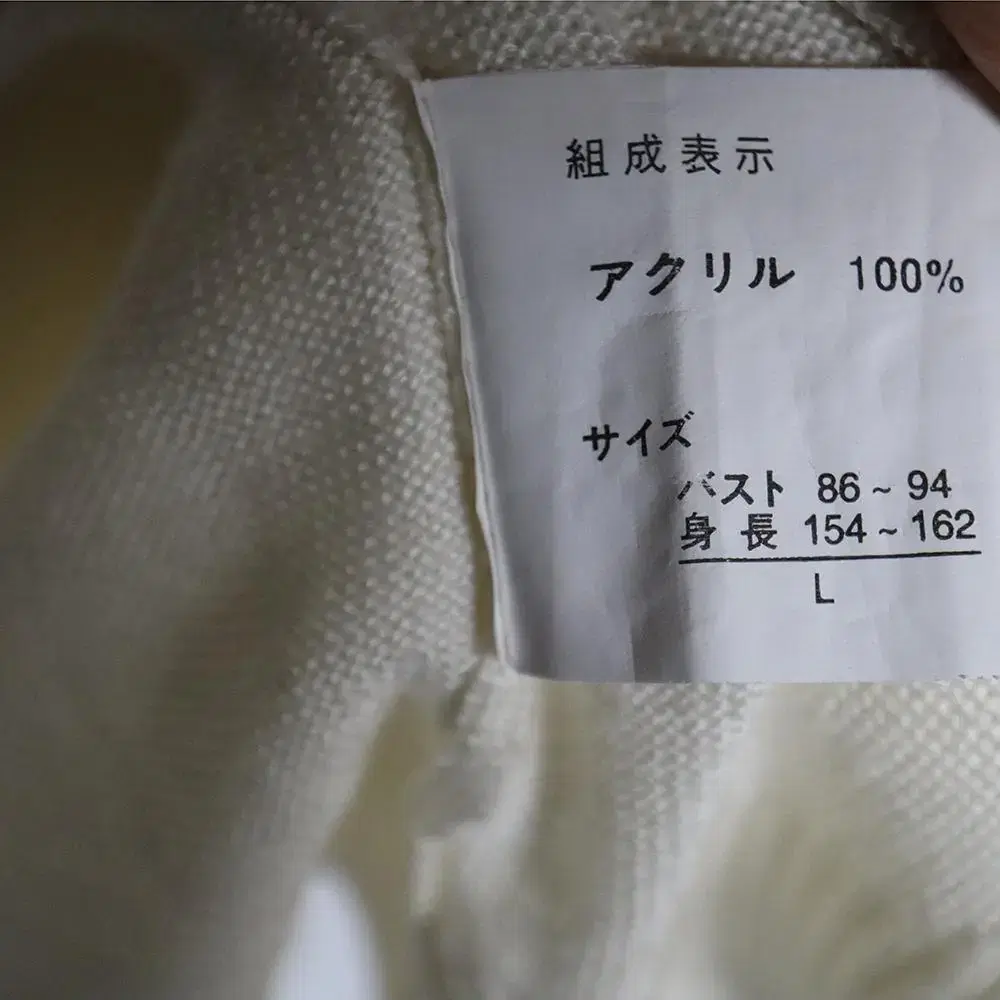 組成表示
アクリル 100%
サイズ
バスト 86~94
身長 154~162
L